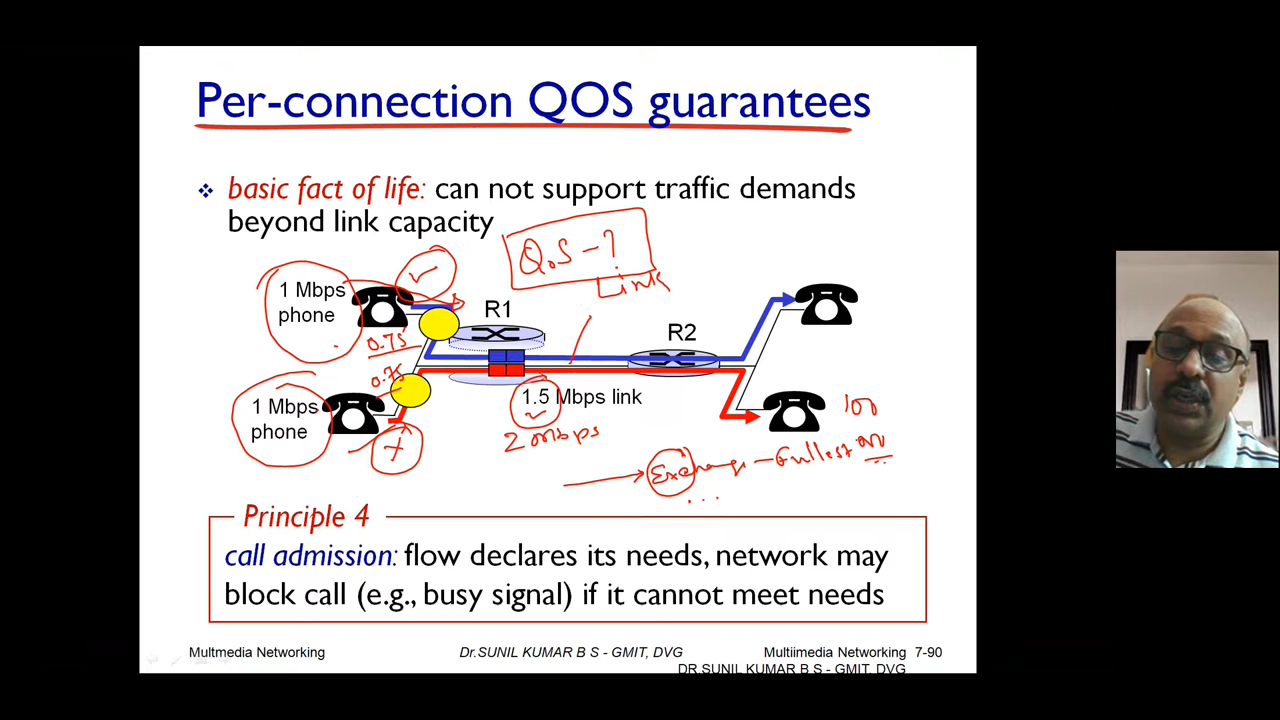 Per-connection QOS guarantees
❖ basic fact of life: can not support traffic demands
beyond link capacity
QoS - ?
Link
1 Mbps
phone
R1
R2
0.75
0.75
1 Mbps
phone
1.5 Mbps link
2 mbps
100
Exchange -
...
Principle 4
call admission: flow declares its needs, network may
block call (e.g., busy signal) if it cannot meet needs
Multmedia Networking
Dr.SUNIL KUMAR B S - GMIT, DVG
Multiimedia Networking 7-90
DR.SUNIL KUMAR B S - GMIT, DVG